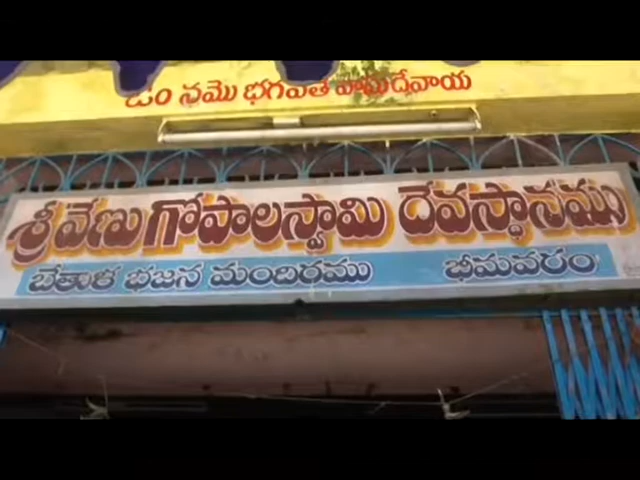 ఓం నమో భగవతే వాసుదేవాయ
శ్రీ వేణు గోపాలస్వామి దేవస్థానము
బేతాళ భజన మందిరము భీమవరం